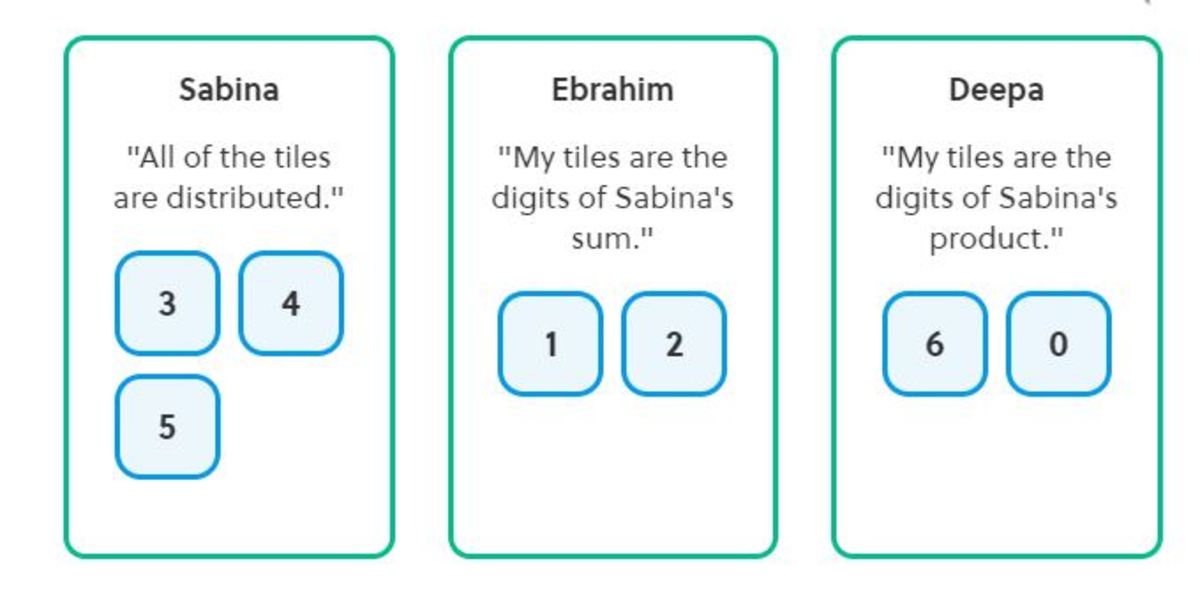 Sabina
"All of the tiles
are distributed."
3 4
5
Ebrahim
"My tiles are the
digits of Sabina's
sum."
1 2
Deepa
"My tiles are the
digits of Sabina's
product."
6 0